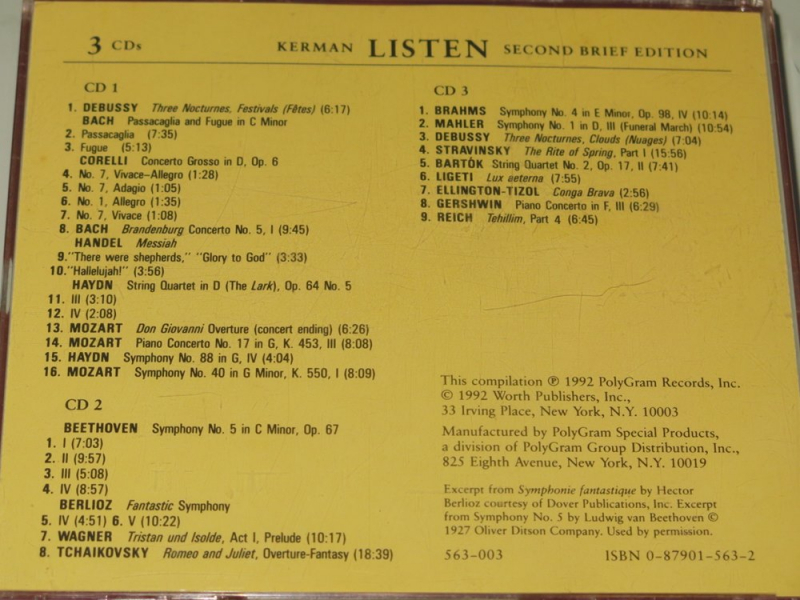 3 CDs KERMAN LISTEN SECOND BRIEF EDITION
CD 1
1. DEBUSSY Three Nocturnes, Festivals (Fêtes) (6:17)
BACH Passacaglia and Fugue in C Minor
2. Passacaglia (7:35)
3. Fugue (5:13)
CORELLI Concerto Grosso in D, Op. 6
4. No. 7, Vivace–Allegro (1:28)
5. No. 7, Adagio (1:05)
6. No. 1, Allegro (1:35)
7. No. 7, Vivace (1:08)
8. BACH Brandenburg Concerto No. 5, I (9:45)
HANDEL Messiah
9. "There were shepherds," "Glory to God" (3:33)
10. "Hallelujah!" (3:56)
HAYDN String Quartet in D (The Lark), Op. 64 No. 5
11. III (3:10)
12. IV (2:08)
13. MOZART Don Giovanni Overture (concert ending) (6:26)
14. MOZART Piano Concerto No. 17 in G, K. 453, III (8:08)
15. HAYDN Symphony No. 88 in G, IV (4:04)
16. MOZART Symphony No. 40 in G Minor, K. 550, I (8:09)
CD 2
BEETHOVEN Symphony No. 5 in C Minor, Op. 67
1. I (7:03)
2. II (9:57)
3. III (5:08)
4. IV (8:57)
BERLIOZ Fantastic Symphony
5. IV (4:51) 6. V (10:22)
7. WAGNER Tristan und Isolde, Act I, Prelude (10:17)
8. TCHAIKOVSKY Romeo and Juliet, Overture-Fantasy (18:39)
CD 3
1. BRAHMS Symphony No. 4 in E Minor, Op. 98, IV (10:14)
2. MAHLER Symphony No. 1 in D, III (Funeral March) (10:54)
3. DEBUSSY Three Nocturnes, Clouds (Nuages) (7:04)
4. STRAVINSKY The Rite of Spring, Part I (15:56)
5. BARTÓK String Quartet No. 2, Op. 17, II (7:41)
6. LIGETI Lux aeterna (7:55)
7. ELLINGTON-TIZOL Conga Brava (2:56)
8. GERSHWIN Piano Concerto in F, III (6:29)
9. REICH Tehillim, Part 4 (6:45)
This compilation ℗ 1992 PolyGram Records, Inc.
© 1992 Worth Publishers, Inc.,
33 Irving Place, New York, N.Y. 10003
Manufactured by PolyGram Special Products,
a division of PolyGram Group Distribution, Inc.,
825 Eighth Avenue, New York, N.Y. 10019
Excerpt from Symphonie fantastique by Hector
Berlioz courtesy of Dover Publications, Inc. Excerpt
from Symphony No. 5 by Ludwig van Beethoven ©
1927 Oliver Ditson Company. Used by permission.
563-003 ISBN 0-87901-563-2